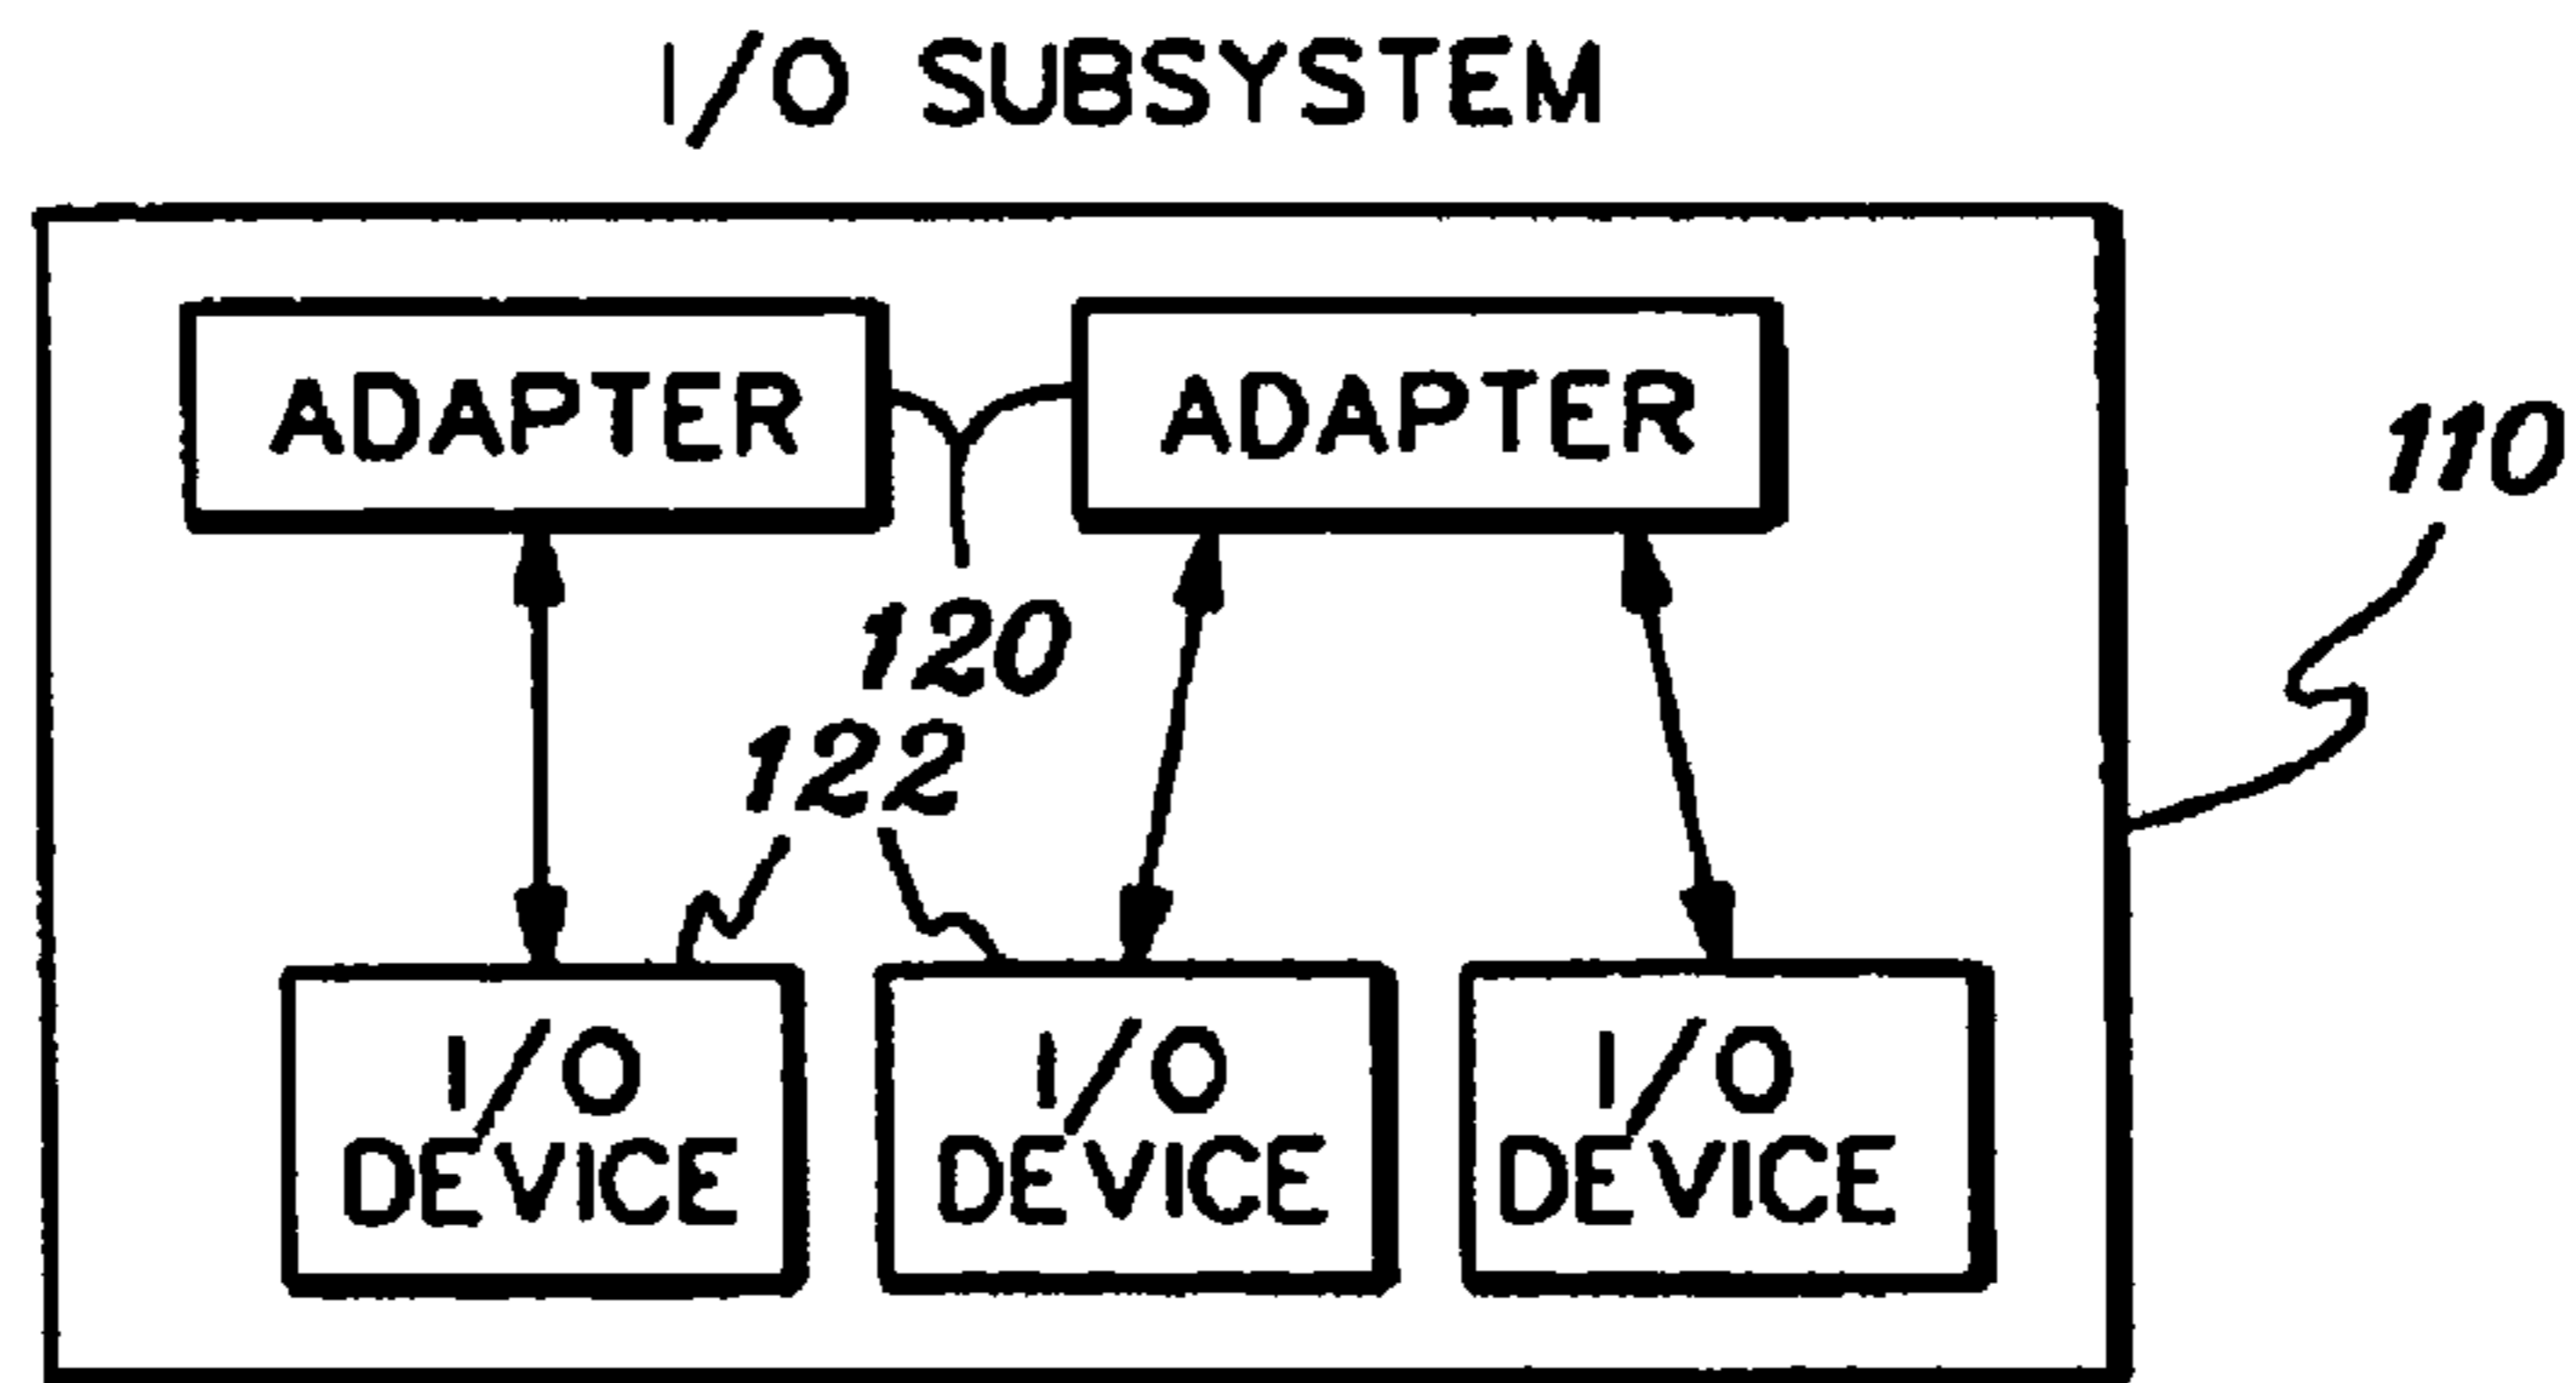 I/O SUBSYSTEM
ADAPTER
ADAPTER
110
120
122
I/O
DEVICE
I/O
DEVICE
I/O
DEVICE